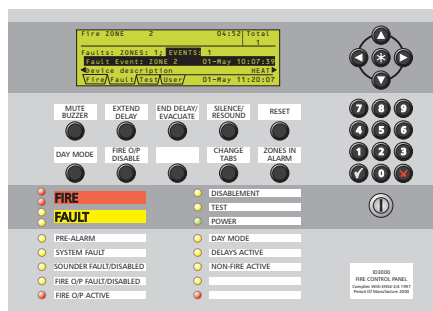 Fire ZONE 2 04:52 Total
1
Faults: ZONES: 1; EVENTS: 1
Fault Event: ZONE 2 01-May 10:07:39
Device description HEAT
Fire/Fault/Test/User/ 01-May 11:20:07
MUTE BUZZER
EXTEND DELAY
END DELAY/ EVACUATE
SILENCE/ RESOUND
RESET
DAY MODE
FIRE O/P DISABLE
CHANGE TABS
ZONES IN ALARM
7 8 9
4 5 6
1 2 3
0
FIRE
FAULT
DISABLEMENT
TEST
POWER
PRE-ALARM
SYSTEM FAULT
SOUNDER FAULT/DISABLED
FIRE O/P FAULT/DISABLED
FIRE O/P ACTIVE
DAY MODE
DELAYS ACTIVE
NON-FIRE ACTIVE
ID3000
FIRE CONTROL PANEL
Complies With EN54-2/4: 1997
Period Of Manufacture 2000